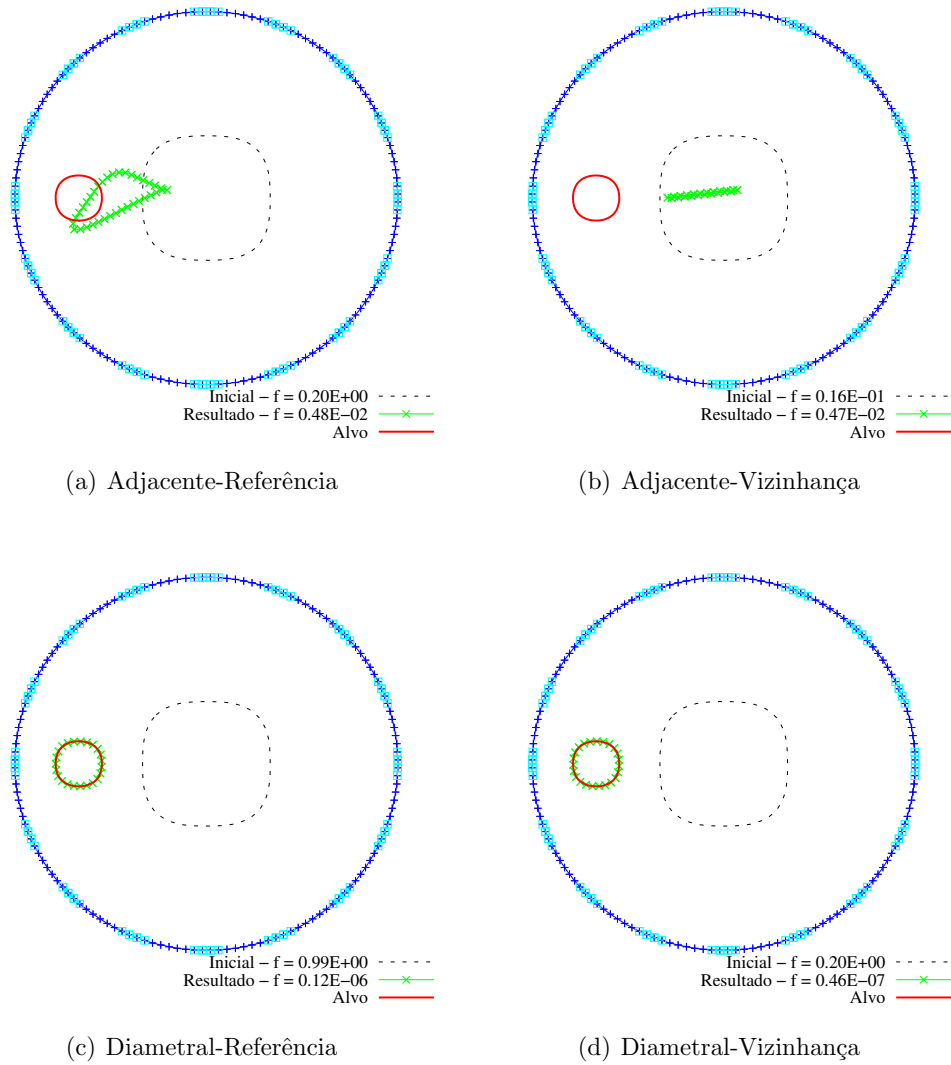 Inicial – f = 0.20E+00
Resultado – f = 0.48E–02
Alvo
(a) Adjacente-Referência
Inicial – f = 0.16E–01
Resultado – f = 0.47E–02
Alvo
(b) Adjacente-Vizinhança
Inicial – f = 0.99E+00
Resultado – f = 0.12E–06
Alvo
(c) Diametral-Referência
Inicial – f = 0.20E+00
Resultado – f = 0.46E–07
Alvo
(d) Diametral-Vizinhança